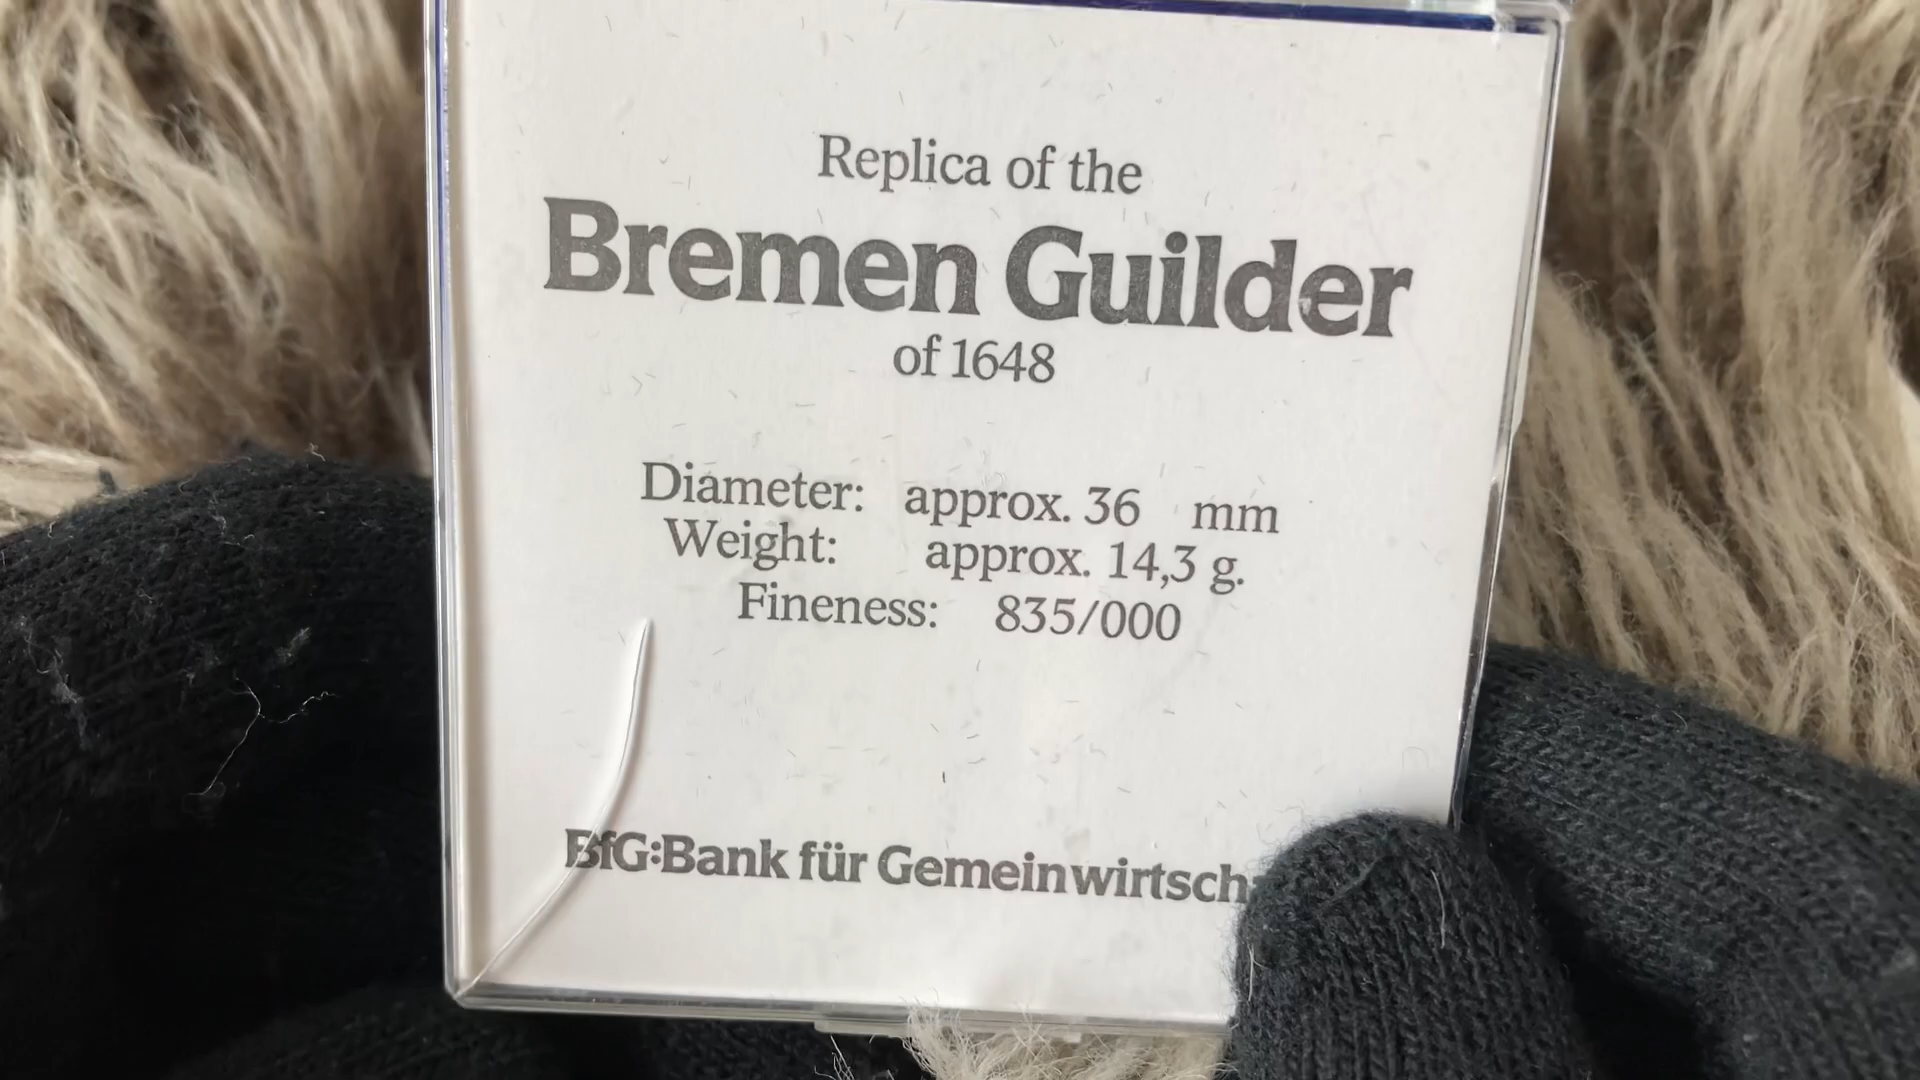 Replica of the
Bremen Guilder
of 1648
Diameter: approx. 36 mm
Weight: approx. 14,3 g.
Fineness: 835/000
BfG:Bank für